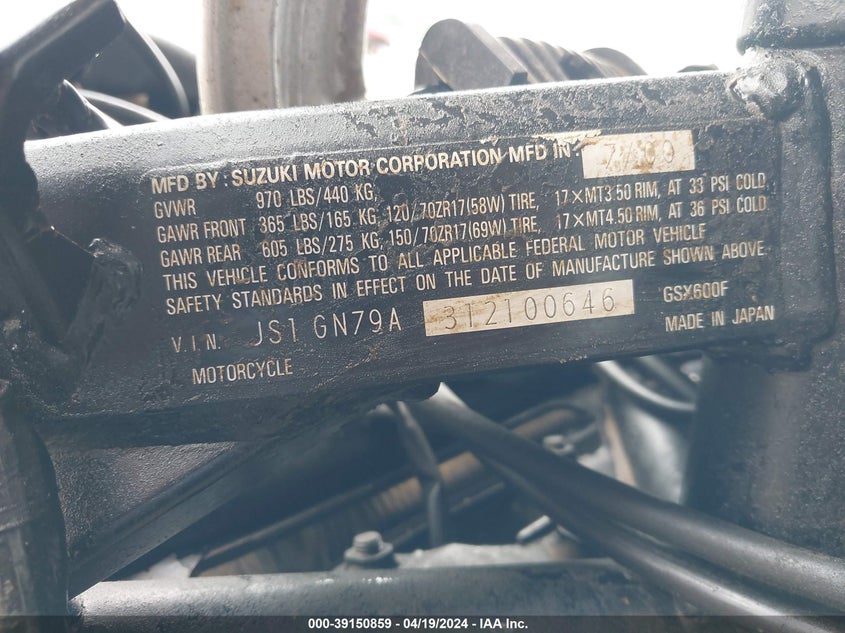 MFD BY : SUZUKI MOTOR CORPORATION MFD IN :
GVWR 970 LBS/440 KG,
GAWR FRONT 365 LBS/165 KG, 120/70ZR17(58W) TIRE, 17×MT3.50 RIM, AT 33 PSI COLD
GAWR REAR 605 LBS/275 KG, 150/70ZR17(69W) TIRE, 17×MT4.50 RIM, AT 36 PSI COLD
THIS VEHICLE CONFORMS TO ALL APPLICABLE FEDERAL MOTOR VEHICLE
SAFETY STANDARDS IN EFFECT ON THE DATE OF MANUFACTURE SHOWN ABOVE.
V.I.N. JS1 GN79A 312100646 GSX600F
MOTORCYCLE MADE IN JAPAN
000-39150859 - 04/19/2024 - IAA Inc.